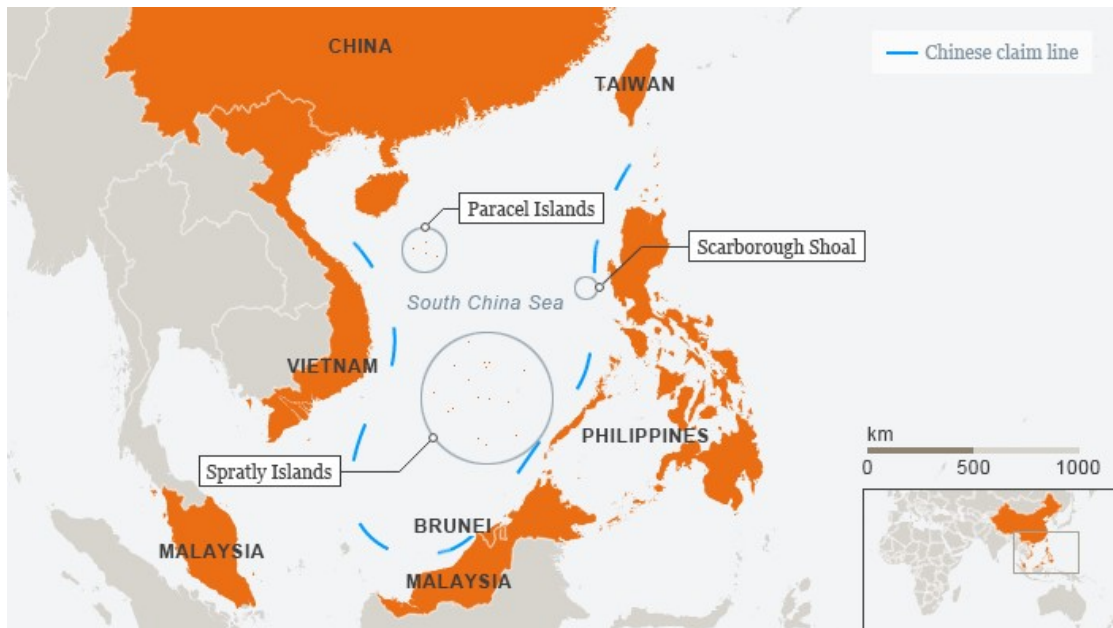 CHINA
Chinese claim line
TAIWAN
Paracel Islands
Scarborough Shoal
South China Sea
VIETNAM
PHILIPPINES
km
0 500 1000
Spratly Islands
BRUNEI
MALAYSIA
MALAYSIA